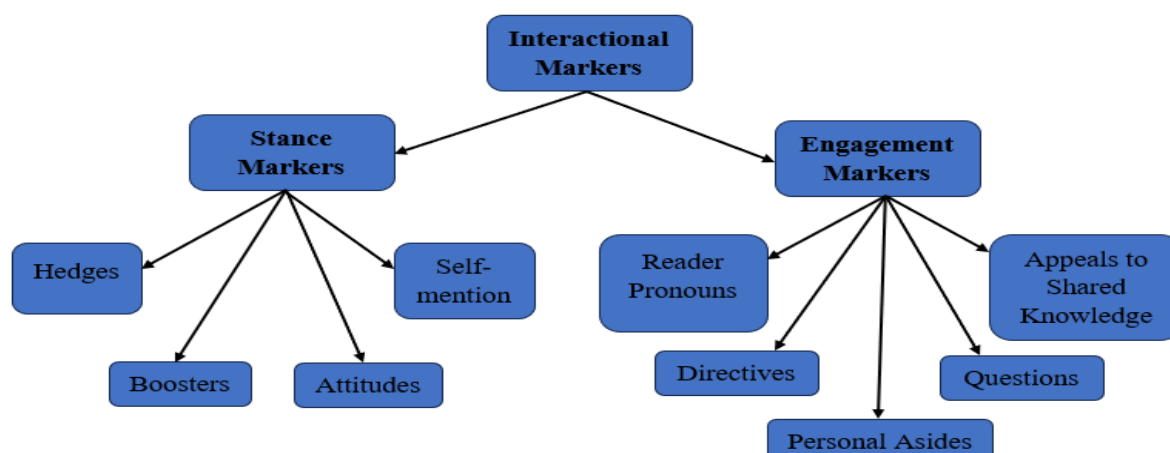 Interactional
Markers
Stance
Markers
Engagement
Markers
Hedges
Self-
mention
Reader
Pronouns
Appeals to
Shared
Knowledge
Boosters
Attitudes
Directives
Questions
Personal Asides